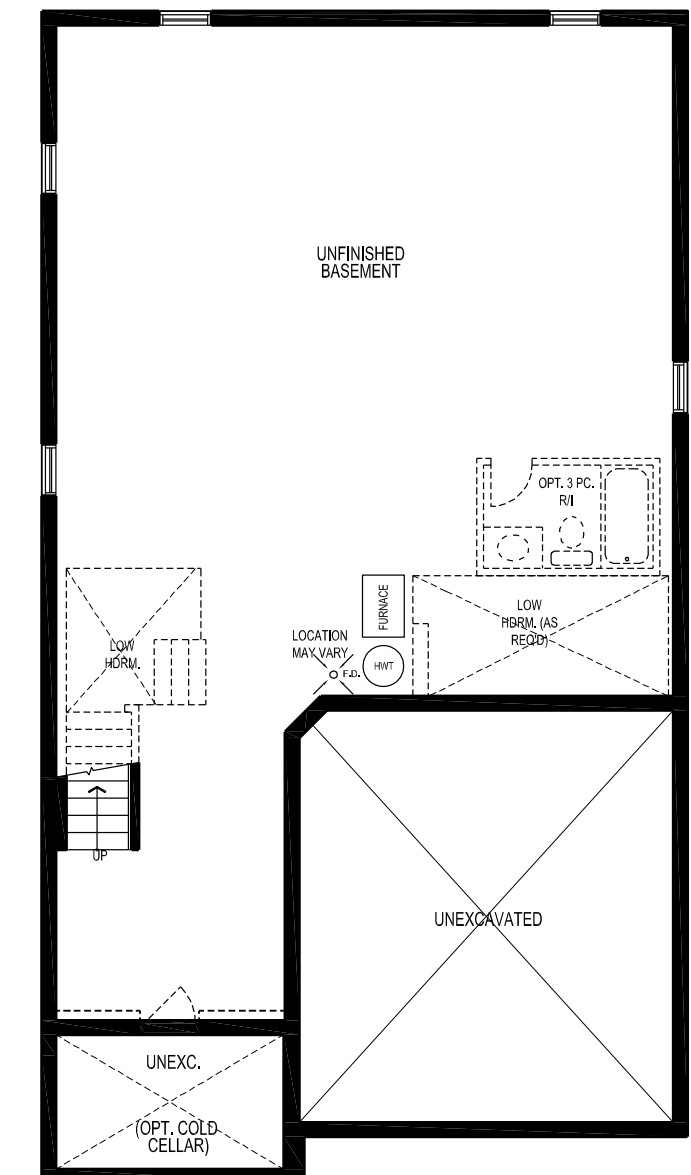 UNFINISHED
BASEMENT
OPT. 3 PC.
R/I
FURNACE
LOW
HDRM. (AS
REQ'D)
LOCATION
MAY VARY
F.D.
HWT
LOW
HDRM.
UP
UNEXCAVATED
UNEXC.
(OPT. COLD
CELLAR)